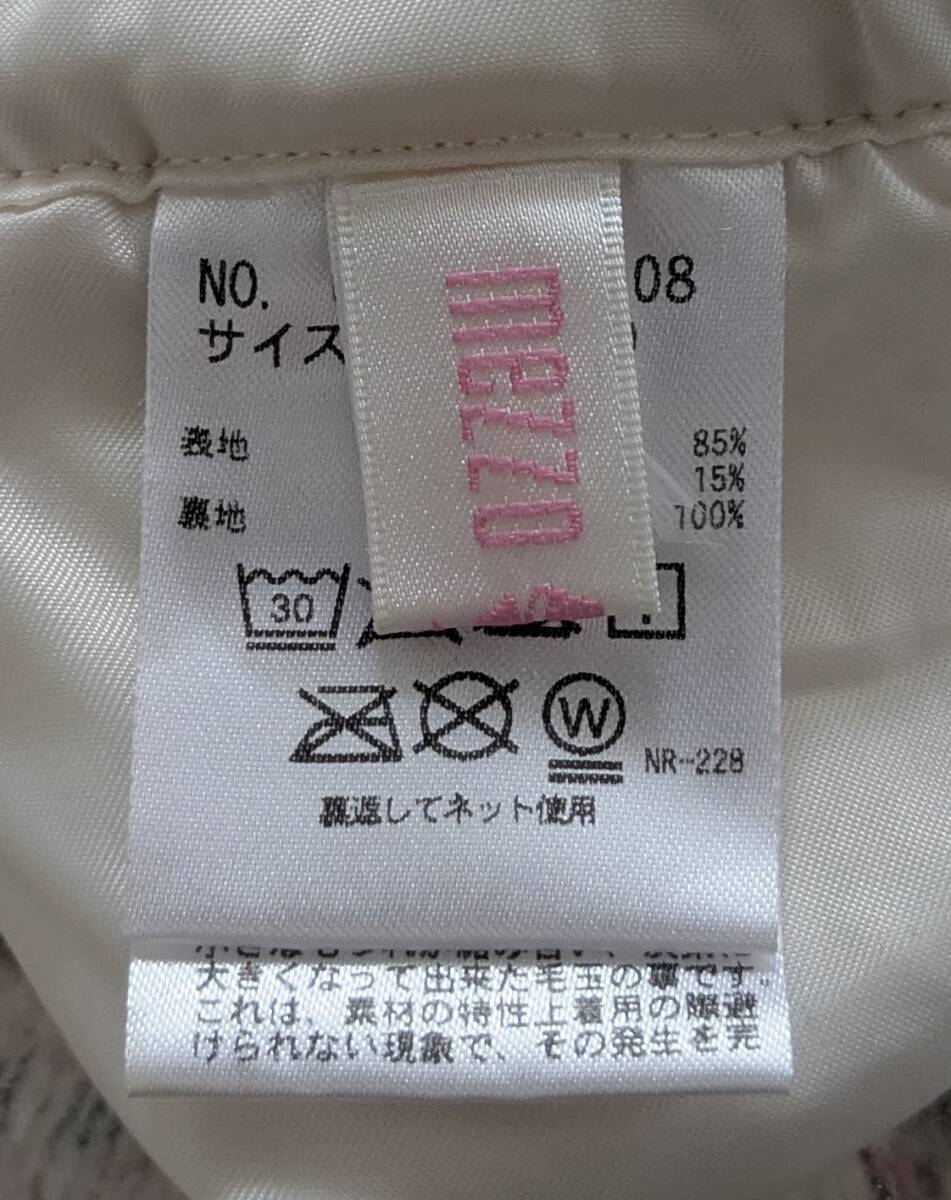 NO. 08
サイズ
表地 85%
15%
裏地 100%
mezzo
30
W
NR-228
裏返してネット使用
大きくなって出来た毛玉の事です。
これは、素材の特性上着用の際避
けられない現象で、その発生を完